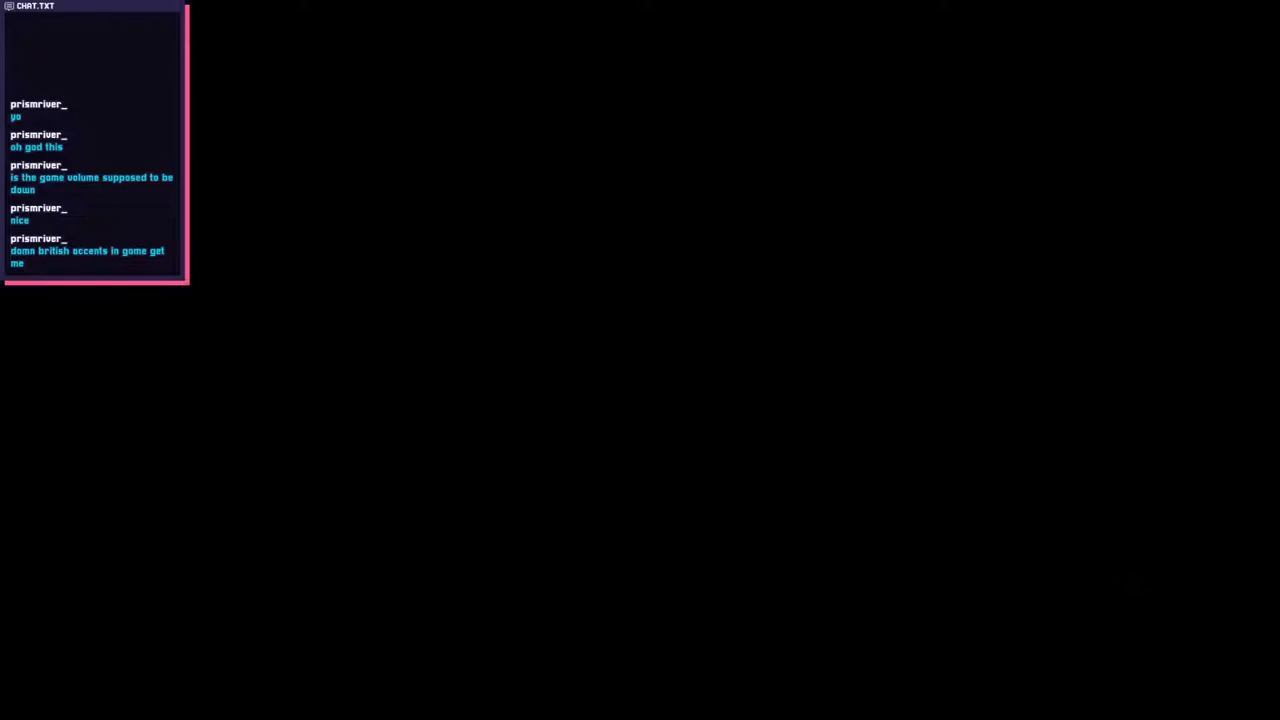 CHAT.TXT
prismriver_
yo
prismriver_
oh god this
prismriver_
is the game volume supposed to be
down
prismriver_
nice
prismriver_
damn british accents in game get
me